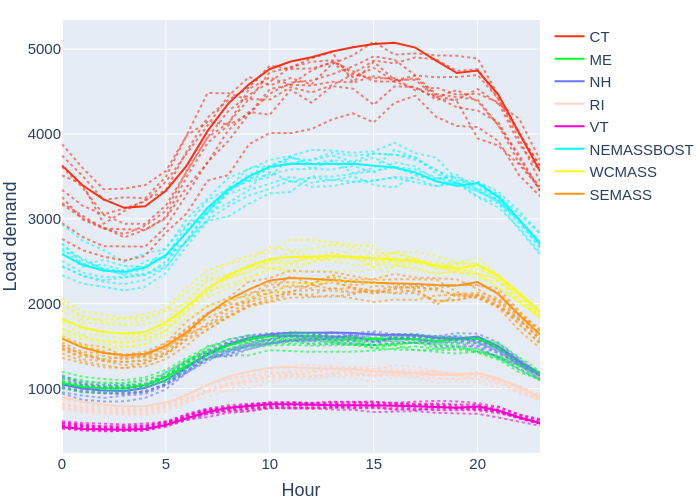 5000
4000
3000
2000
1000
0
5
10
15
20
Hour
Load demand
CT
ME
NH
RI
VT
NEMASSBOST
WCMASS
SEMASS